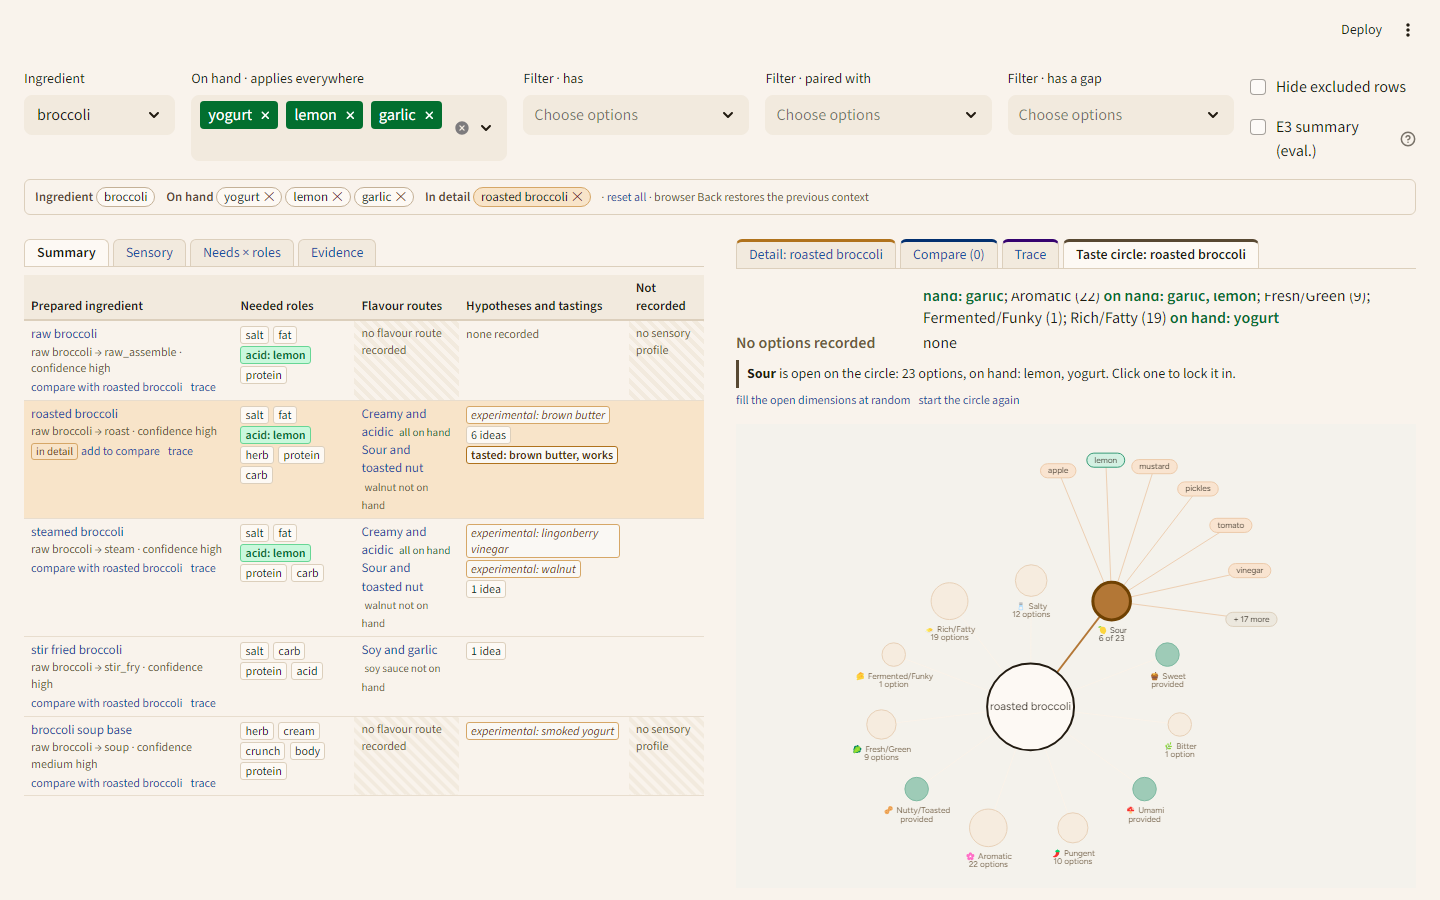 Deploy
Ingredient
On hand · applies everywhere
Filter · has
Filter · paired with
Filter · has a gap
broccoli
yogurt ×
lemon ×
garlic ×
Choose options
Choose options
Choose options
Hide excluded rows
E3 summary
(eval.)
Ingredient broccoli On hand yogurt × lemon × garlic × In detail roasted broccoli × · reset all · browser Back restores the previous context
Summary
Sensory
Needs × roles
Evidence
Prepared ingredient
Needed roles
Flavour routes
Hypotheses and tastings
Not
recorded
raw broccoli
raw broccoli → raw_assemble ·
confidence high
compare with roasted broccoli trace
salt fat
acid: lemon
protein
no flavour route
recorded
none recorded
no sensory
profile
roasted broccoli
raw broccoli → roast · confidence high
in detail add to compare trace
salt fat
acid: lemon
herb protein
carb
Creamy and
acidic all on hand
Sour and
toasted nut
walnut not on
hand
experimental: brown butter
6 ideas
tasted: brown butter, works
steamed broccoli
raw broccoli → steam · confidence high
compare with roasted broccoli trace
salt fat
acid: lemon
protein carb
Creamy and
acidic all on hand
Sour and
toasted nut
walnut not on
hand
experimental: lingonberry
vinegar
experimental: walnut
1 idea
stir fried broccoli
raw broccoli → stir_fry · confidence
high
compare with roasted broccoli trace
salt carb
protein acid
Soy and garlic
soy sauce not on
hand
1 idea
broccoli soup base
raw broccoli → soup · confidence
medium high
compare with roasted broccoli trace
herb cream
crunch body
protein
no flavour route
recorded
experimental: smoked yogurt
no sensory
profile
Detail: roasted broccoli
Compare (0)
Trace
Taste circle: roasted broccoli
hand: garlic; Aromatic (22) on hand: garlic, lemon; Fresh/Green (9);
Fermented/Funky (1); Rich/Fatty (19) on hand: yogurt
No options recorded
none
Sour is open on the circle: 23 options, on hand: lemon, yogurt. Click one to lock it in.
fill the open dimensions at random start the circle again
apple
lemon
mustard
pickles
tomato
vinegar
+ 17 more
Salty
12 options
Rich/Fatty
19 options
Sour
6 of 23
Fermented/Funky
1 option
Sweet
provided
roasted broccoli
Fresh/Green
9 options
Bitter
1 option
Nutty/Toasted
provided
Umami
provided
Aromatic
22 options
Pungent
10 options